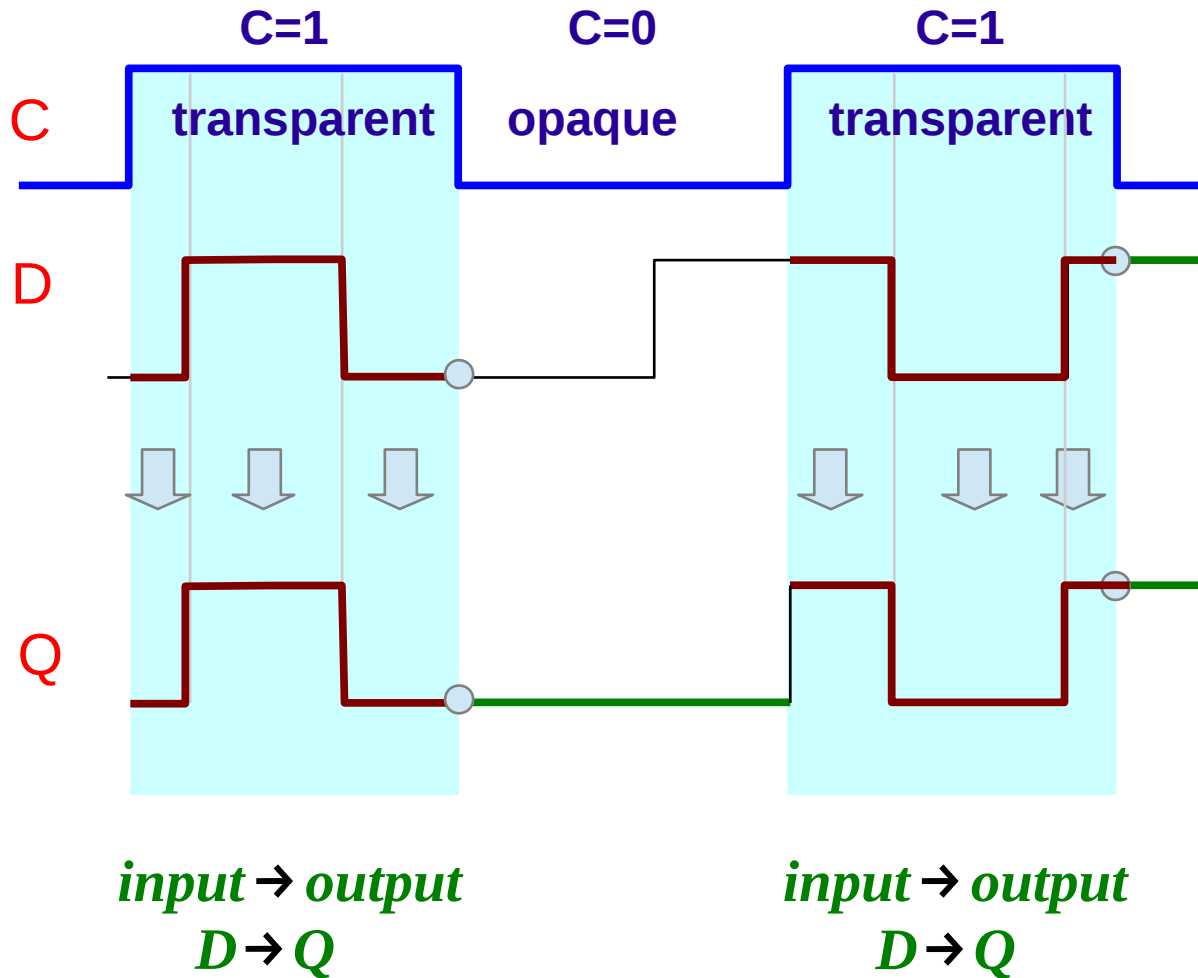 C=1 C=0 C=1
C transparent opaque transparent
D
Q
input → output input → output
D → Q D → Q